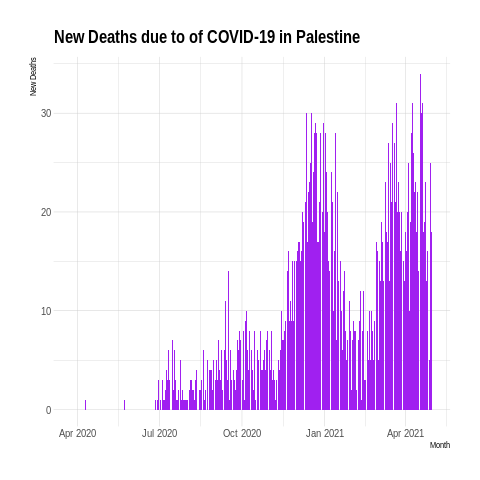 New Deaths due to of COVID-19 in Palestine
New Deaths
30
20
10
0
Apr 2020 Jul 2020 Oct 2020 Jan 2021 Apr 2021
Month